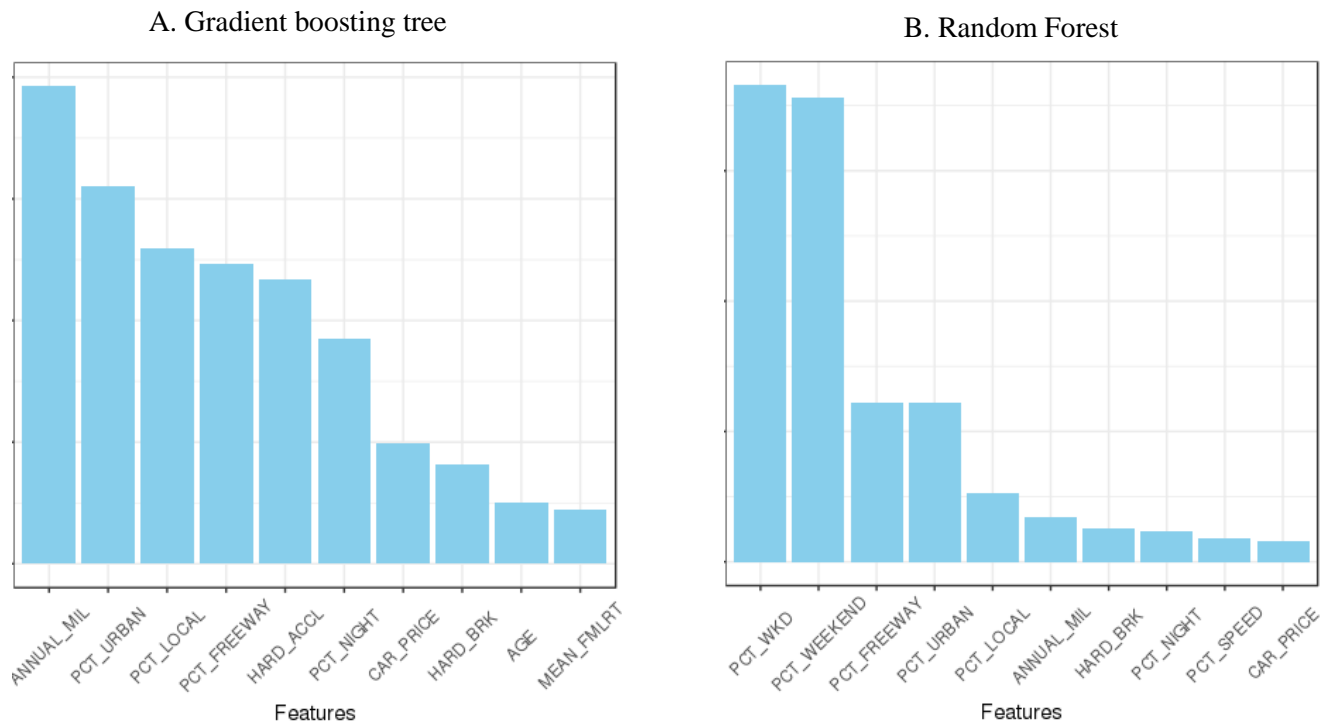 A. Gradient boosting tree
ANNUAL_MIL
PCT_URBAN
PCT_LOCAL
PCT_FREEWAY
HARD_ACCL
PCT_NIGHT
CAR_PRICE
HARD_BRK
AGE
MEAN_FMLRT
Features
B. Random Forest
PCT_WKD
PCT_WEEKEND
PCT_FREEWAY
PCT_URBAN
PCT_LOCAL
ANNUAL_MIL
HARD_BRK
PCT_NIGHT
PCT_SPEED
CAR_PRICE
Features